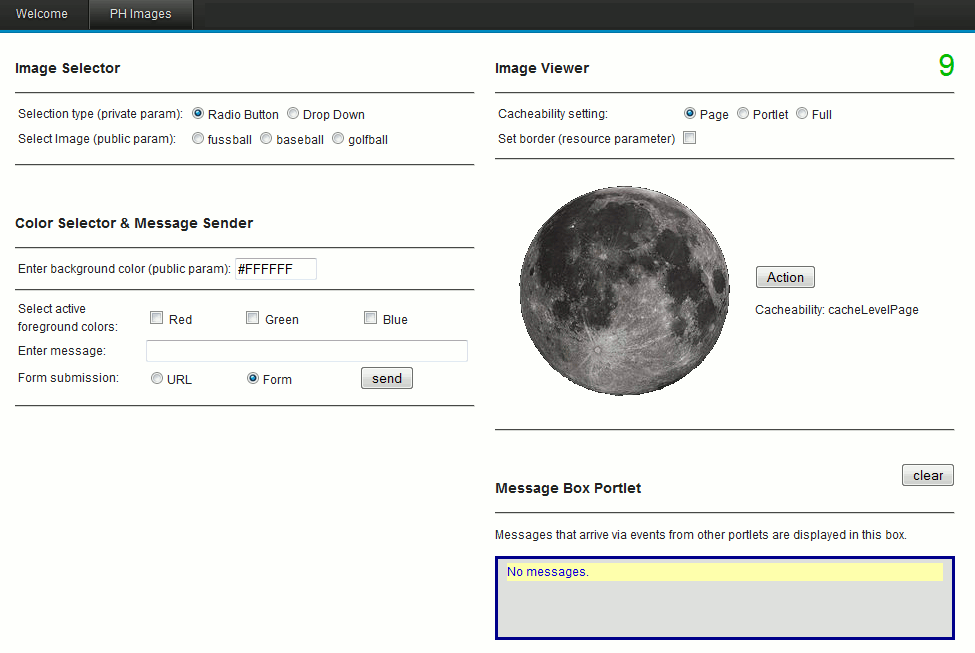 Welcome PH Images
Image Selector
Selection type (private param): Radio Button Drop Down
Select Image (public param): fussball baseball golfball
Color Selector & Message Sender
Enter background color (public param): #FFFFFF
Select active
foreground colors:
Red Green Blue
Enter message:
Form submission: URL Form send
Image Viewer 9
Cacheability setting: Page Portlet Full
Set border (resource parameter)
Action
Cacheability: cacheLevelPage
clear
Message Box Portlet
Messages that arrive via events from other portlets are displayed in this box.
No messages.